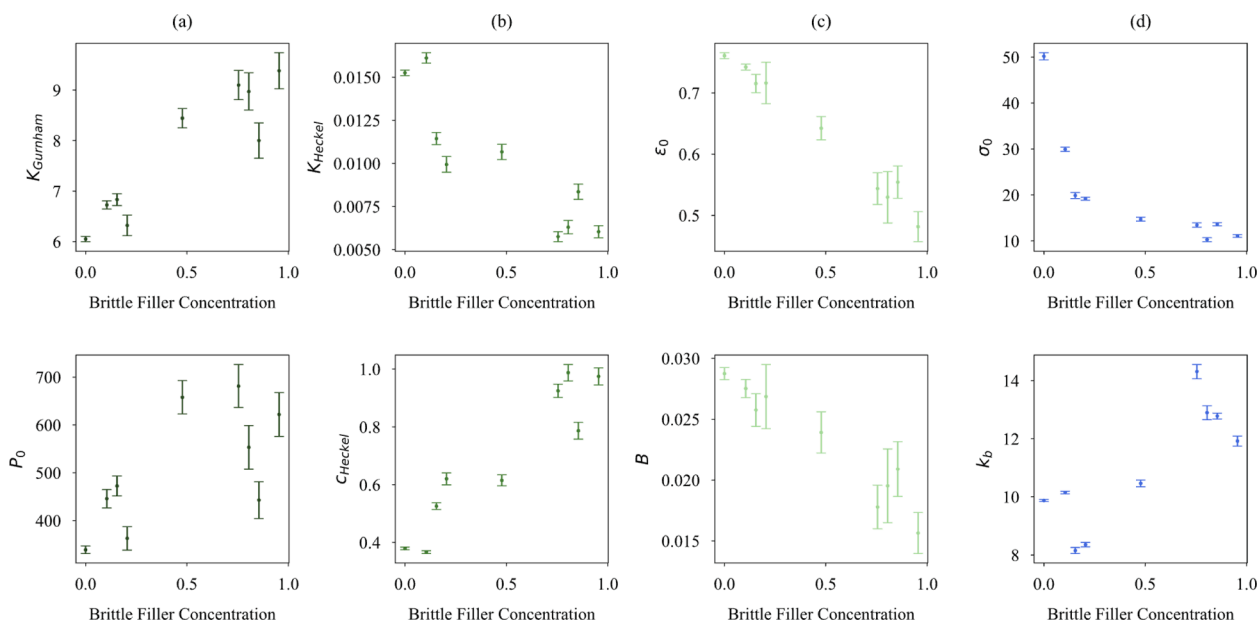 (a) (b) (c) (d)
K_Gurnham
9
8
7
6
0.0 0.5 1.0
Brittle Filler Concentration
K_Heckel
0.0150
0.0125
0.0100
0.0075
0.0050
0.0 0.5 1.0
Brittle Filler Concentration
ε₀
0.7
0.6
0.5
0.0 0.5 1.0
Brittle Filler Concentration
σ₀
50
40
30
20
10
0.0 0.5 1.0
Brittle Filler Concentration
P₀
700
600
500
400
0.0 0.5 1.0
Brittle Filler Concentration
c_Heckel
1.0
0.8
0.6
0.4
0.0 0.5 1.0
Brittle Filler Concentration
B
0.030
0.025
0.020
0.015
0.0 0.5 1.0
Brittle Filler Concentration
k_b
14
12
10
8
0.0 0.5 1.0
Brittle Filler Concentration